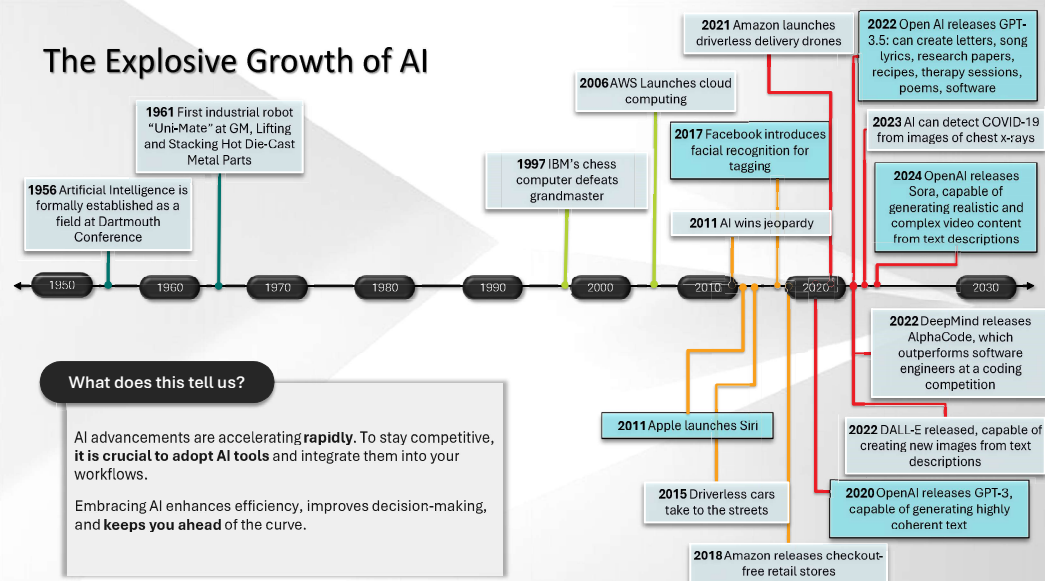 The Explosive Growth of AI
1956 Artificial Intelligence is
formally established as a
field at Dartmouth
Conference
1961 First industrial robot
“Uni-Mate” at GM, Lifting
and Stacking Hot Die-Cast
Metal Parts
1997 IBM's chess
computer defeats
grandmaster
2006 AWS Launches cloud
computing
2021 Amazon launches
driverless delivery drones
2017 Facebook introduces
facial recognition for
tagging
2011 AI wins jeopardy
2022 Open AI releases GPT-
3.5: can create letters, song
lyrics, research papers,
recipes, therapy sessions,
poems, software
2023 AI can detect COVID-19
from images of chest x-rays
2024 OpenAI releases
Sora, capable of
generating realistic and
complex video content
from text descriptions
1950
1960
1970
1980
1990
2000
2010
2020
2030
2022 DeepMind releases
AlphaCode, which
outperforms software
engineers at a coding
competition
2011 Apple launches Siri
2022 DALL-E released, capable of
creating new images from text
descriptions
2015 Driverless cars
take to the streets
2020 OpenAI releases GPT-3,
capable of generating highly
coherent text
2018 Amazon releases checkout-
free retail stores
What does this tell us?
AI advancements are accelerating rapidly. To stay competitive,
it is crucial to adopt AI tools and integrate them into your
workflows.
Embracing AI enhances efficiency, improves decision-making,
and keeps you ahead of the curve.